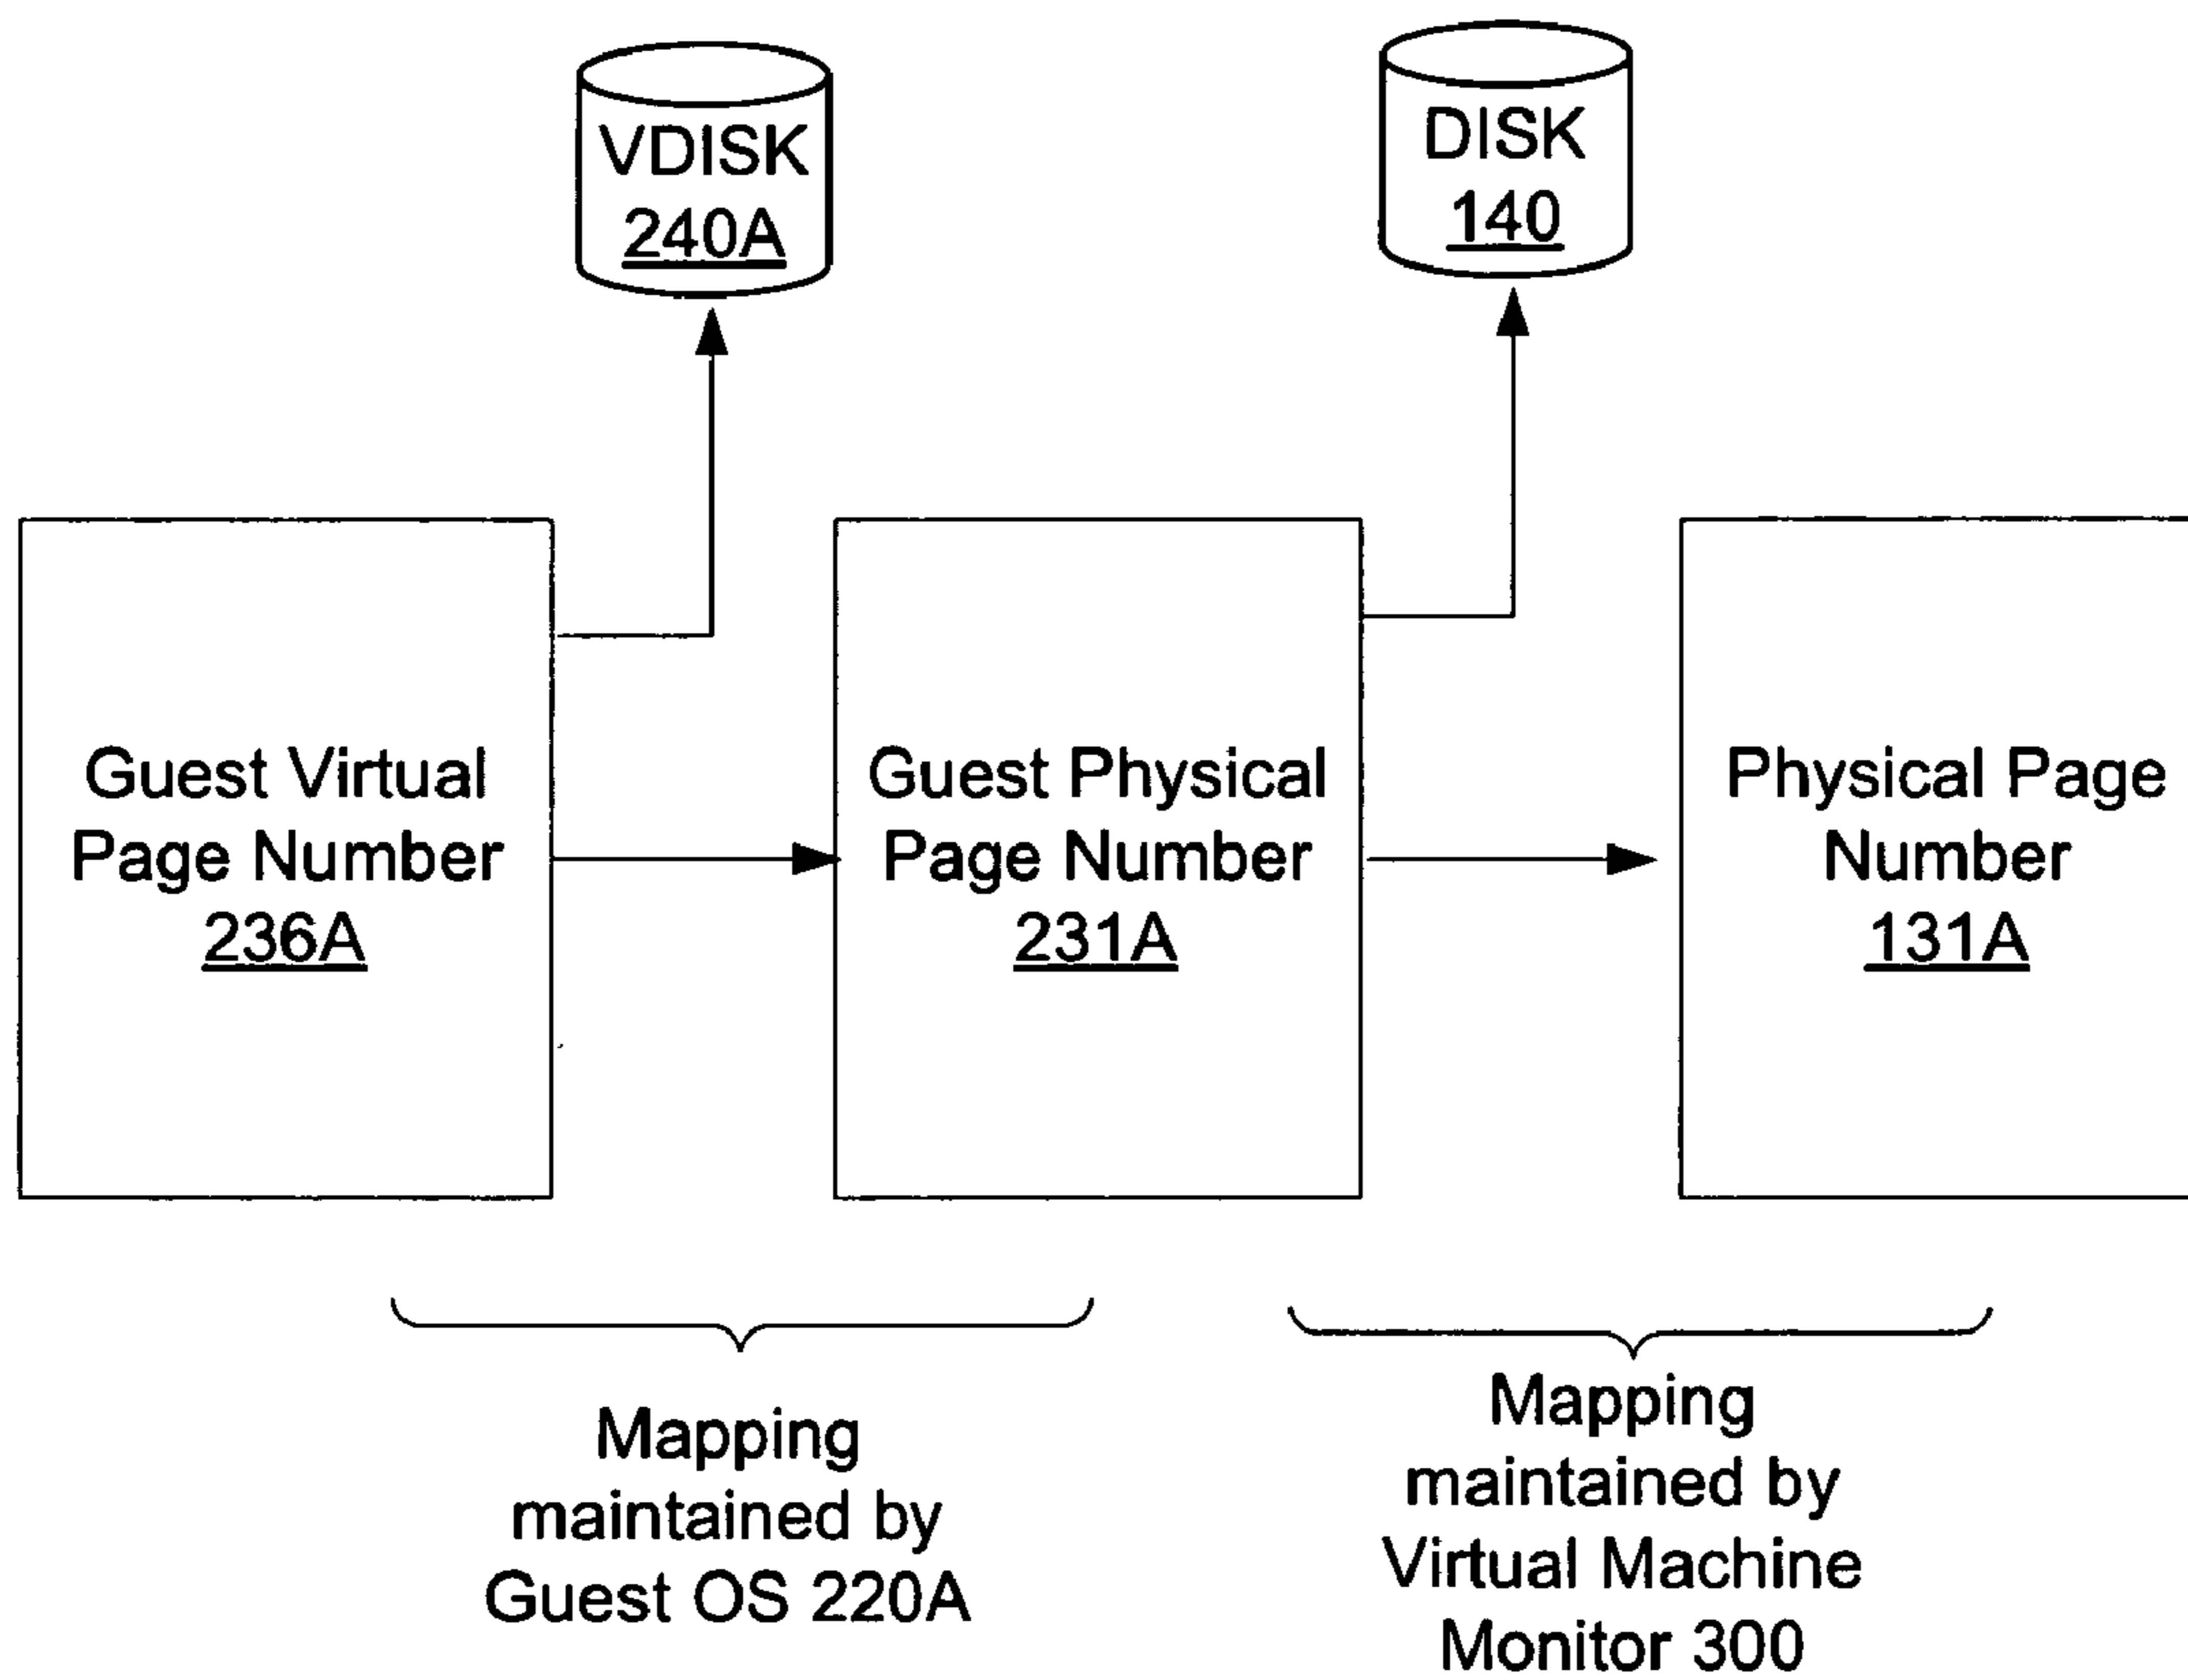 VDISK
240A
DISK
140
Guest Virtual
Page Number
236A
Guest Physical
Page Number
231A
Physical Page
Number
131A
Mapping
maintained by
Guest OS 220A
Mapping
maintained by
Virtual Machine
Monitor 300